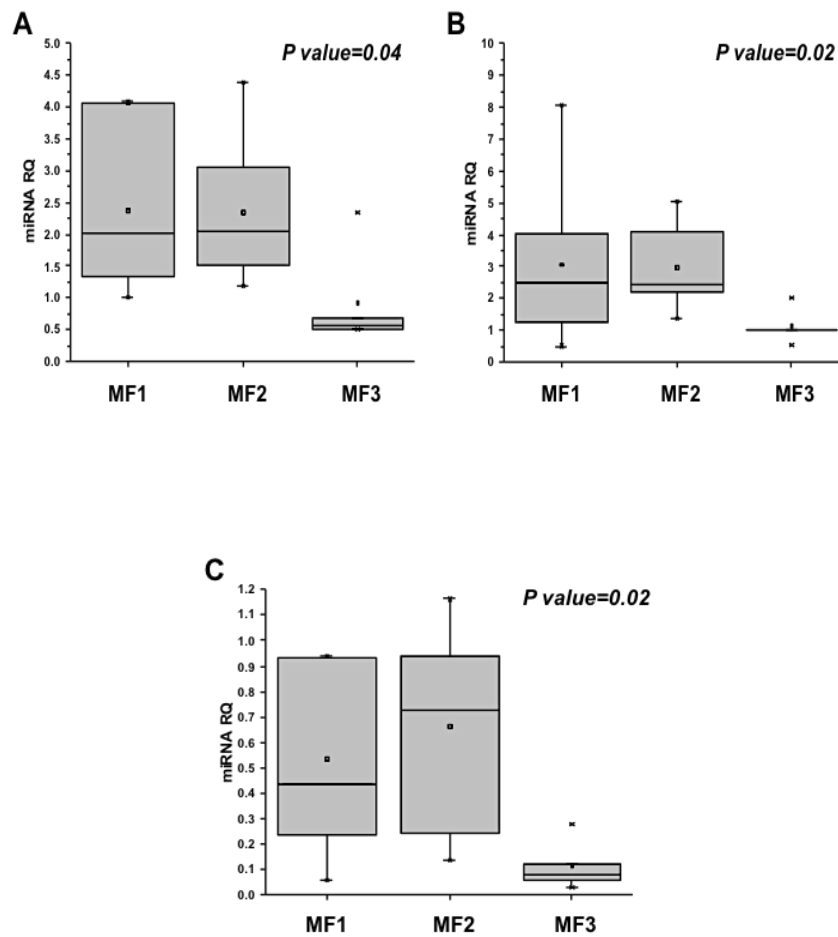 A
P value=0.04
miRNA RQ
5.0
4.5
4.0
3.5
3.0
2.5
2.0
1.5
1.0
0.5
0.0
MF1 MF2 MF3
B
P value=0.02
miRNA RQ
10
9
8
7
6
5
4
3
2
1
0
MF1 MF2 MF3
C
P value=0.02
miRNA RQ
1.2
1.1
1.0
0.9
0.8
0.7
0.6
0.5
0.4
0.3
0.2
0.1
0.0
MF1 MF2 MF3